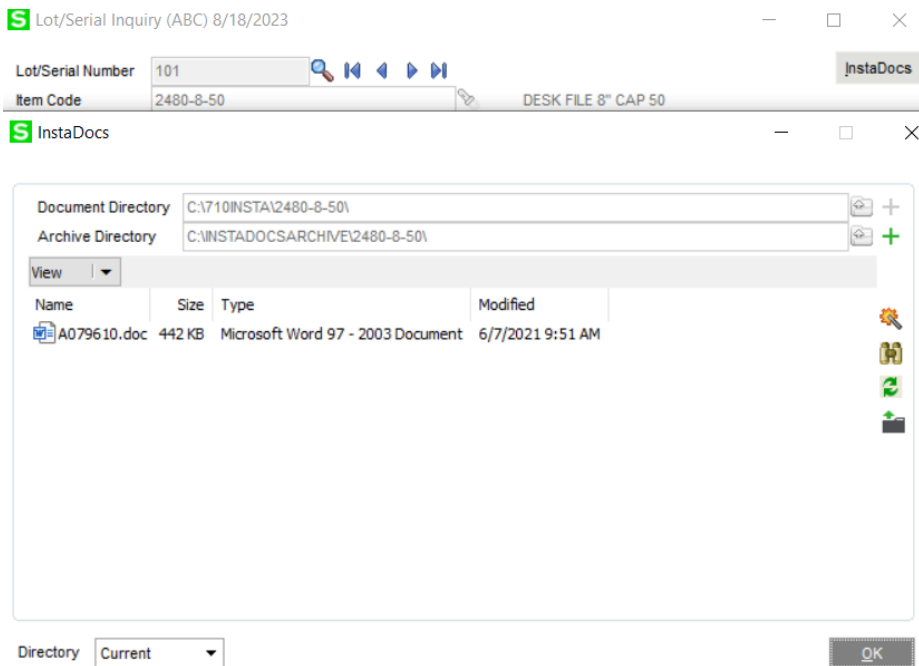 S Lot/Serial Inquiry (ABC) 8/18/2023
Lot/Serial Number 101 InstaDocs
Item Code 2480-8-50 DESK FILE 8" CAP 50
S InstaDocs
Document Directory C:\710INSTA\2480-8-50\
Archive Directory C:\INSTADOCSARCHIVE\2480-8-50\
View
Name Size Type Modified
A079610.doc 442 KB Microsoft Word 97 - 2003 Document 6/7/2021 9:51 AM
Directory Current OK